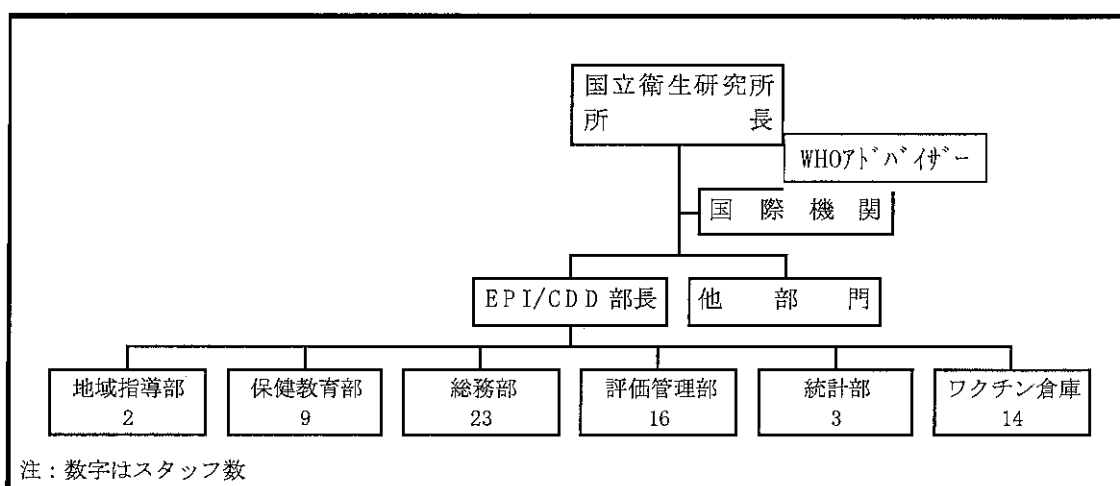 国立衛生研究所
所長
WHOアドバイザー
国際機関
EPI/CDD 部長
他部門
地域指導部
2
保健教育部
9
総務部
23
評価管理部
16
統計部
3
ワクチン倉庫
14
注：数字はスタッフ数